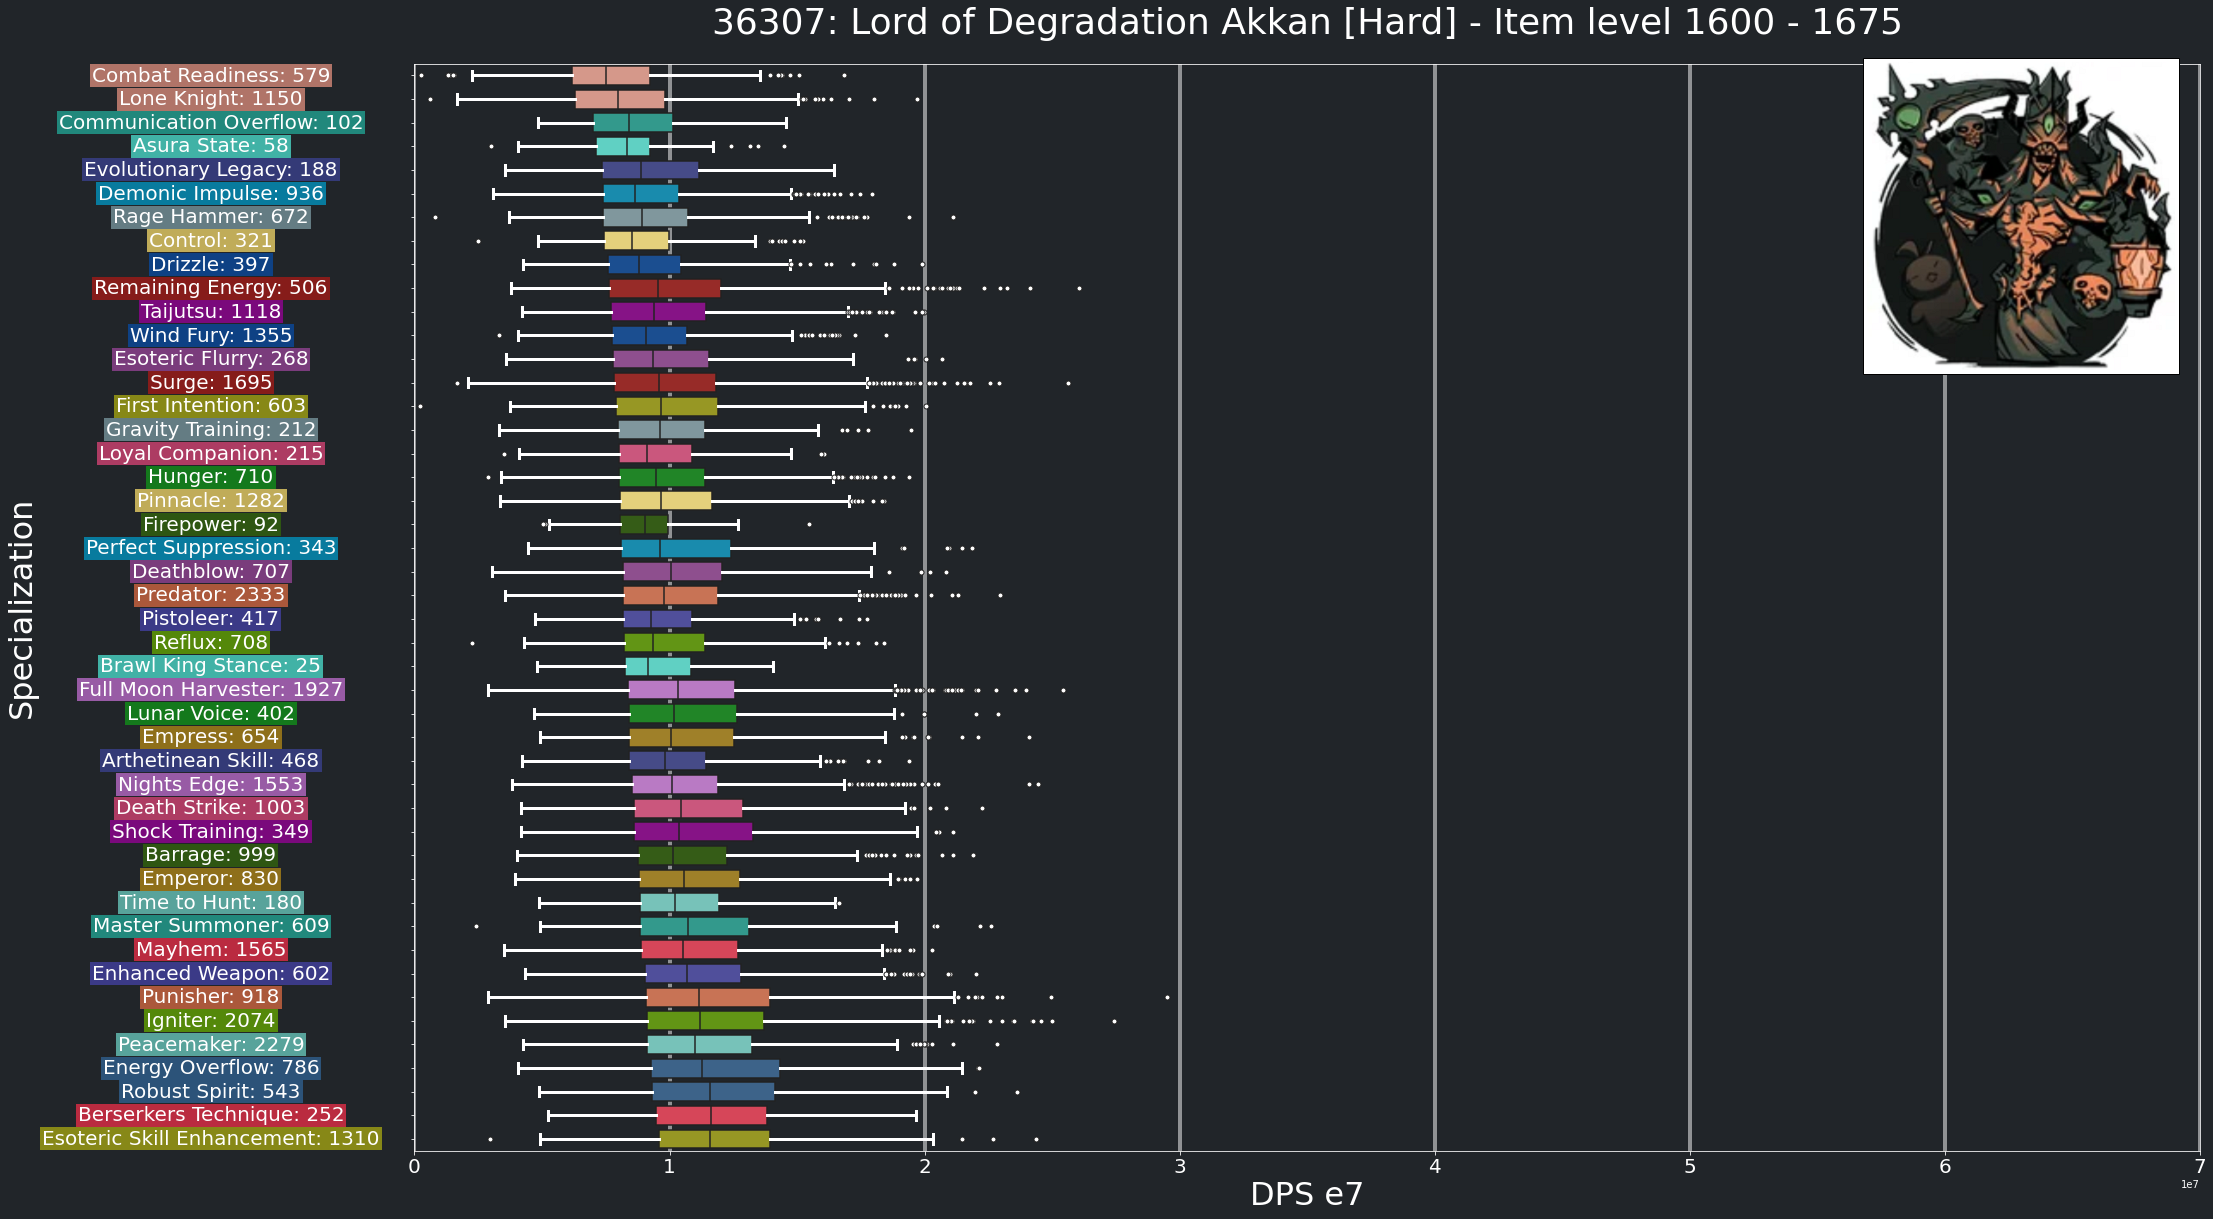 36307: Lord of Degradation Akkan [Hard] - Item level 1600 - 1675
Combat Readiness: 579
Lone Knight: 1150
Communication Overflow: 102
Asura State: 58
Evolutionary Legacy: 188
Demonic Impulse: 936
Rage Hammer: 672
Control: 321
Drizzle: 397
Remaining Energy: 506
Taijutsu: 1118
Wind Fury: 1355
Esoteric Flurry: 268
Surge: 1695
First Intention: 603
Gravity Training: 212
Loyal Companion: 215
Hunger: 710
Pinnacle: 1282
Firepower: 92
Perfect Suppression: 343
Deathblow: 707
Predator: 2333
Pistoleer: 417
Reflux: 708
Brawl King Stance: 25
Full Moon Harvester: 1927
Lunar Voice: 402
Empress: 654
Arthetinean Skill: 468
Nights Edge: 1553
Death Strike: 1003
Shock Training: 349
Barrage: 999
Emperor: 830
Time to Hunt: 180
Master Summoner: 609
Mayhem: 1565
Enhanced Weapon: 602
Punisher: 918
Igniter: 2074
Peacemaker: 2279
Energy Overflow: 786
Robust Spirit: 543
Berserkers Technique: 252
Esoteric Skill Enhancement: 1310
Specialization
0 1 2 3 4 5 6 7
1e7
DPS e7